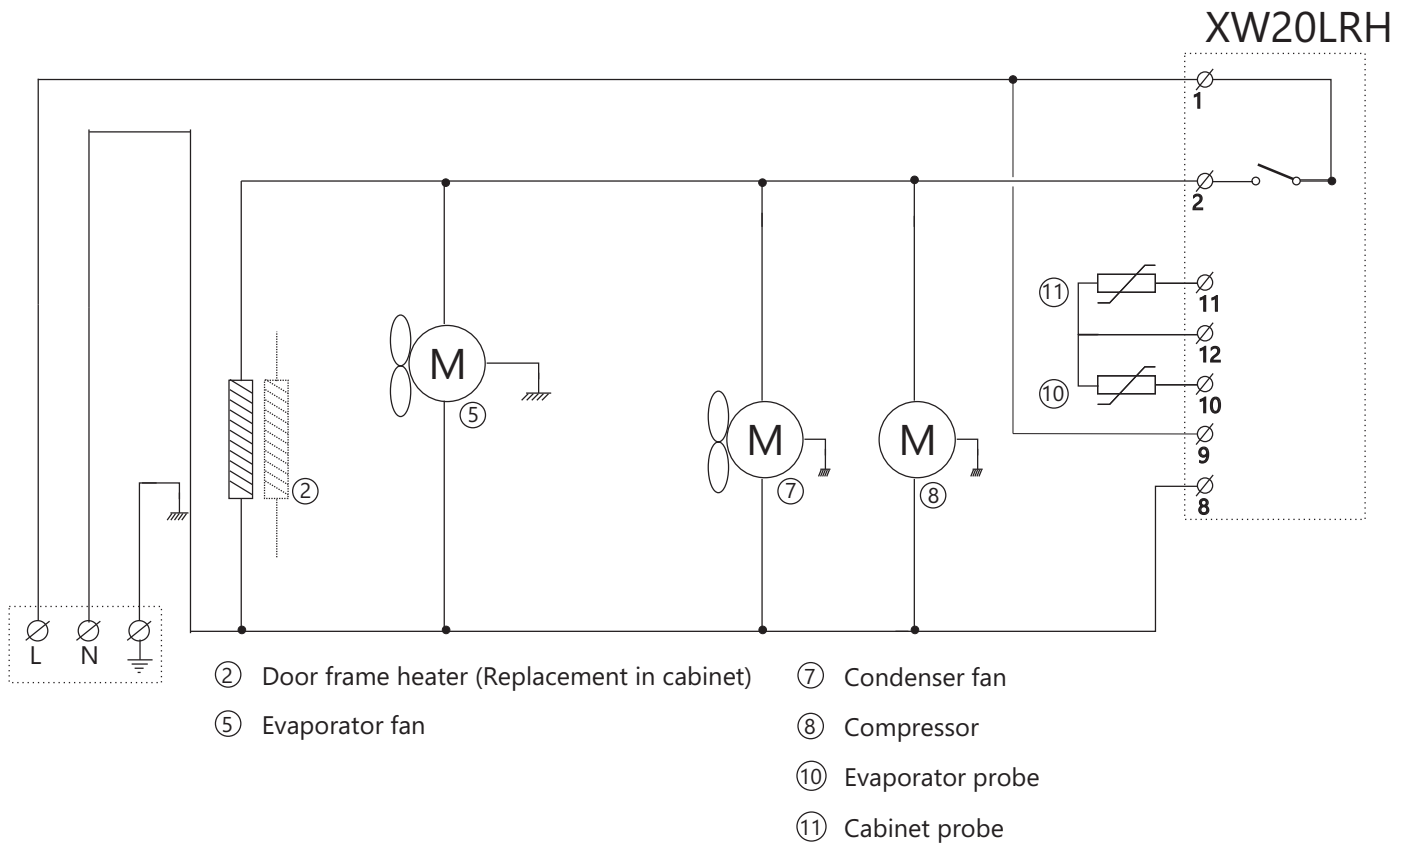 XW20LRH
1
2
11
11
12
M
10
10
5
M
M
9
2
7
8
8
L
N
2 Door frame heater (Replacement in cabinet)
5 Evaporator fan
7 Condenser fan
8 Compressor
10 Evaporator probe
11 Cabinet probe